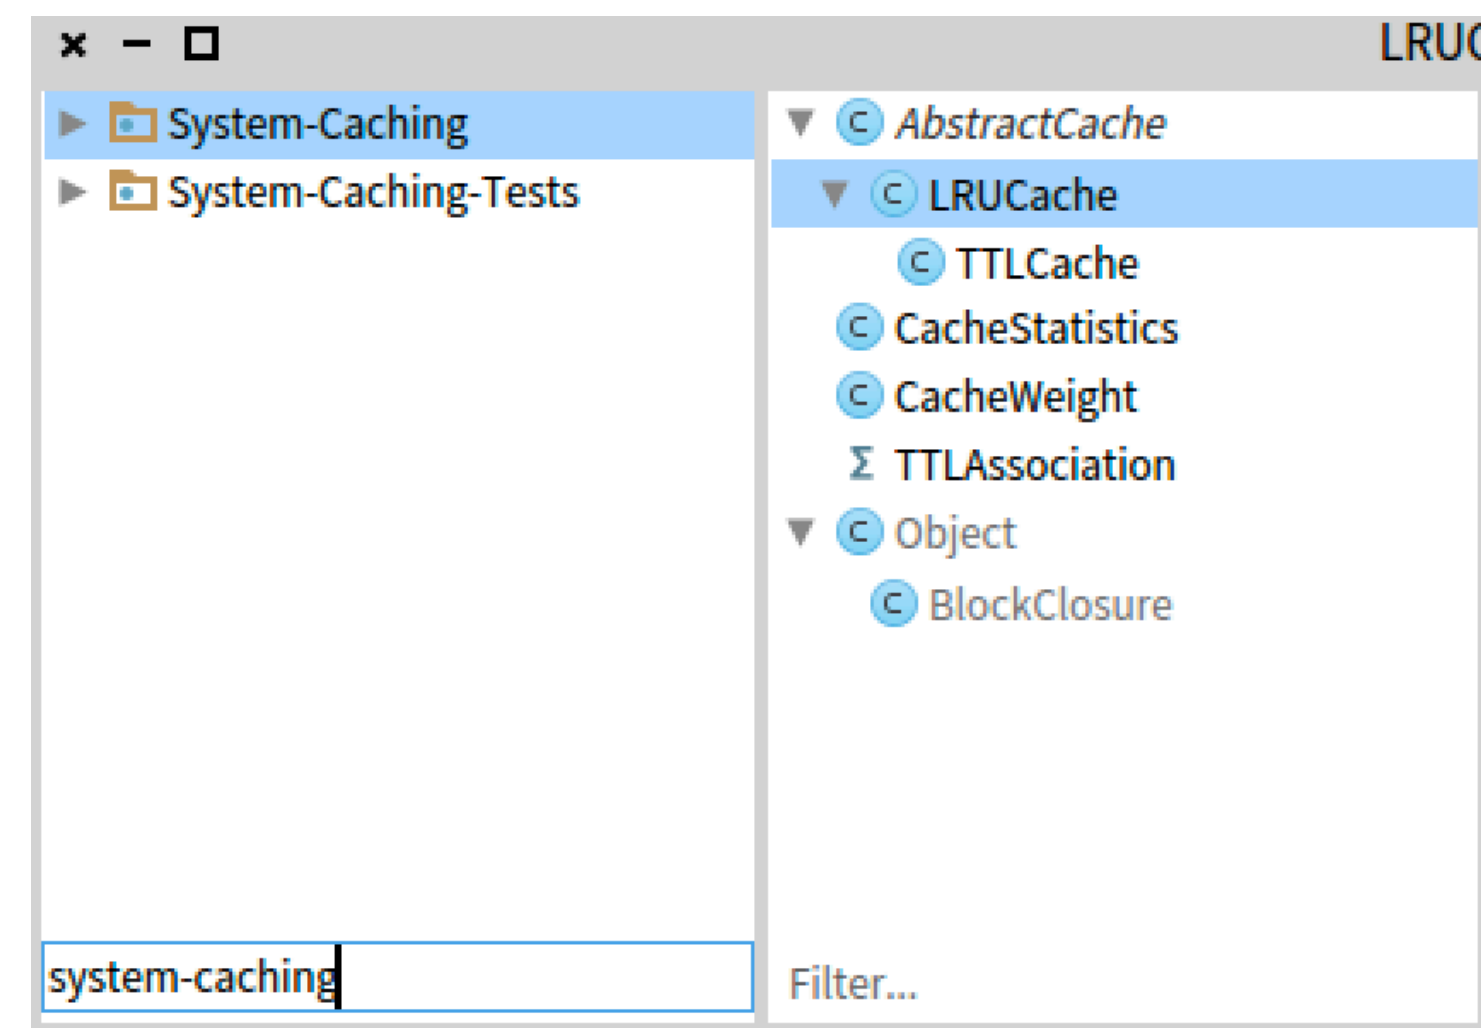 LRUC
System-Caching
System-Caching-Tests
system-caching
AbstractCache
LRUCache
TTLCache
CacheStatistics
CacheWeight
Σ TTLAssociation
Object
BlockClosure
Filter...